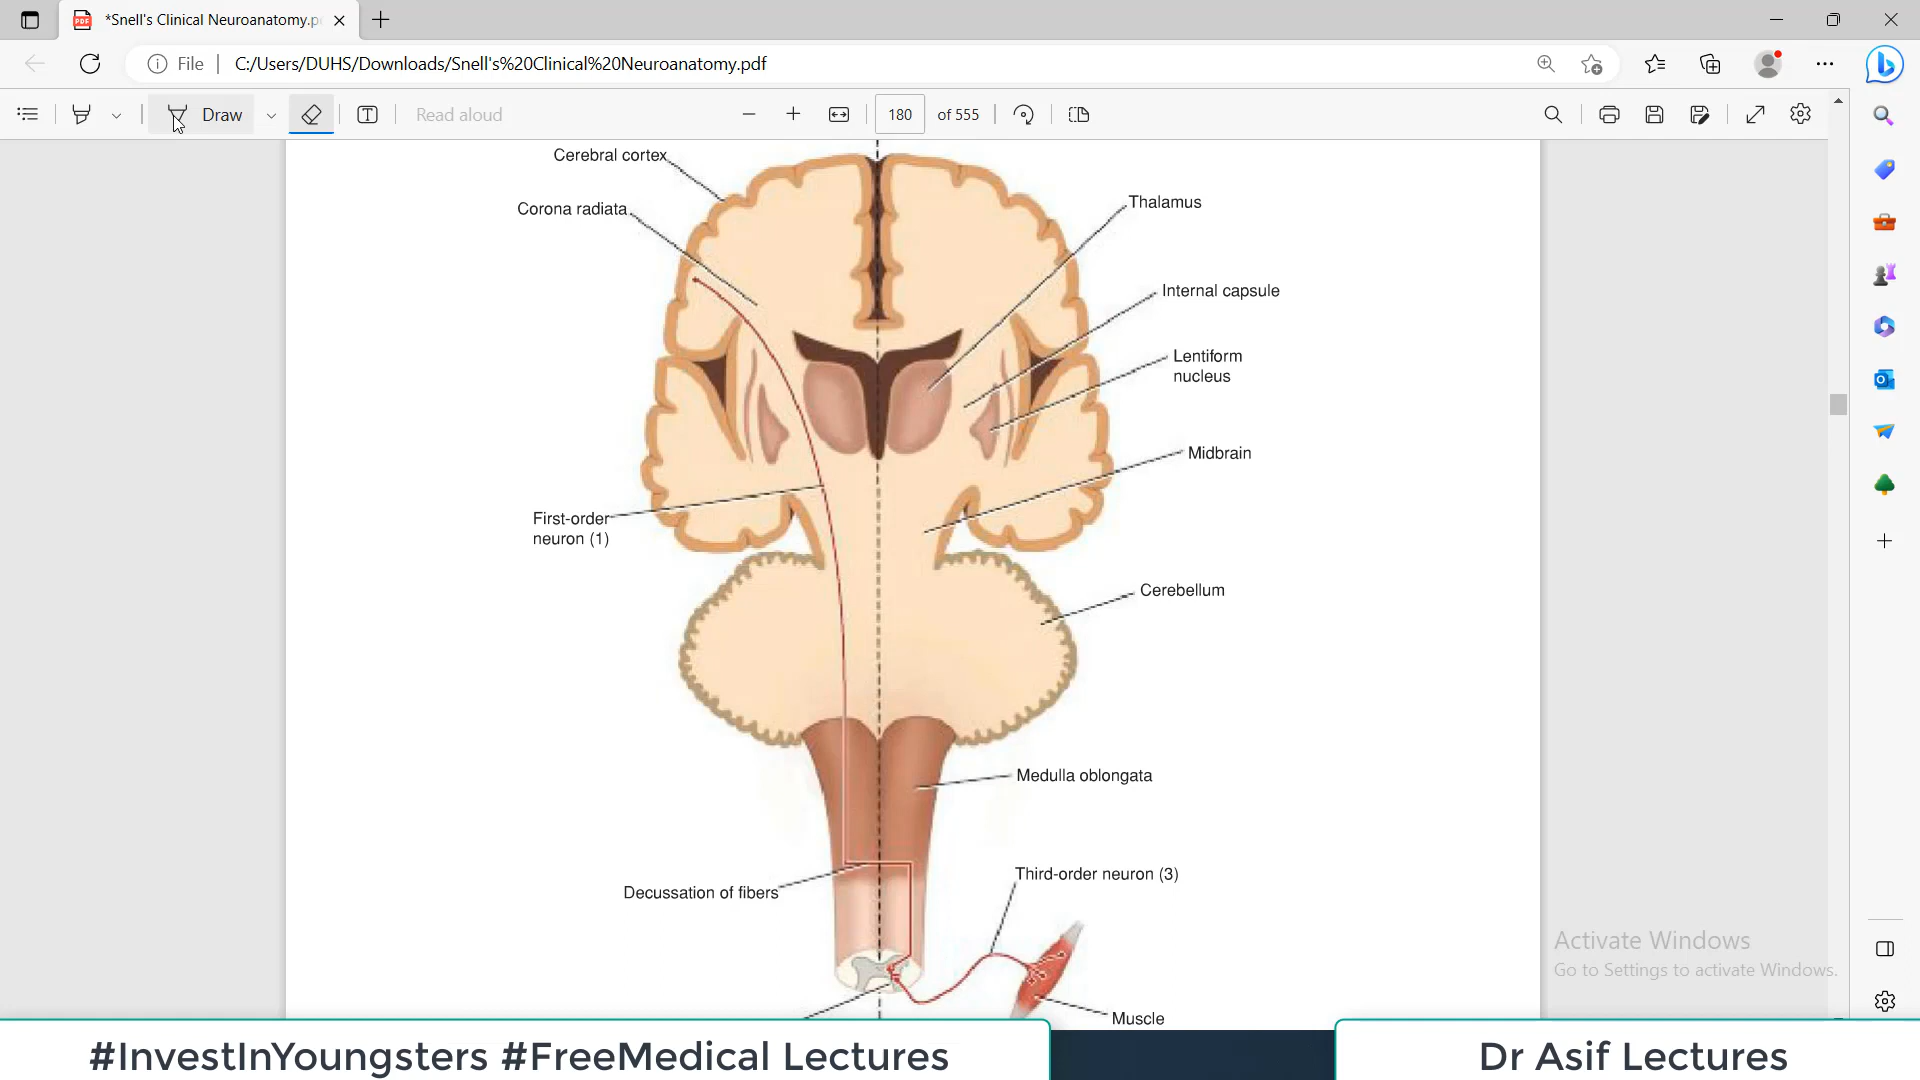 *Snell's Clinical Neuroanatomy.p
File
C:/Users/DUHS/Downloads/Snell's%20Clinical%20Neuroanatomy.pdf
Draw
Read aloud
180 of 555
Cerebral cortex
Corona radiata
Thalamus
Internal capsule
Lentiform
nucleus
Midbrain
First-order
neuron (1)
Cerebellum
Medulla oblongata
Third-order neuron (3)
Decussation of fibers
Muscle
Activate Windows
Go to Settings to activate Windows.
#InvestInYoungsters #FreeMedical Lectures
Dr Asif Lectures